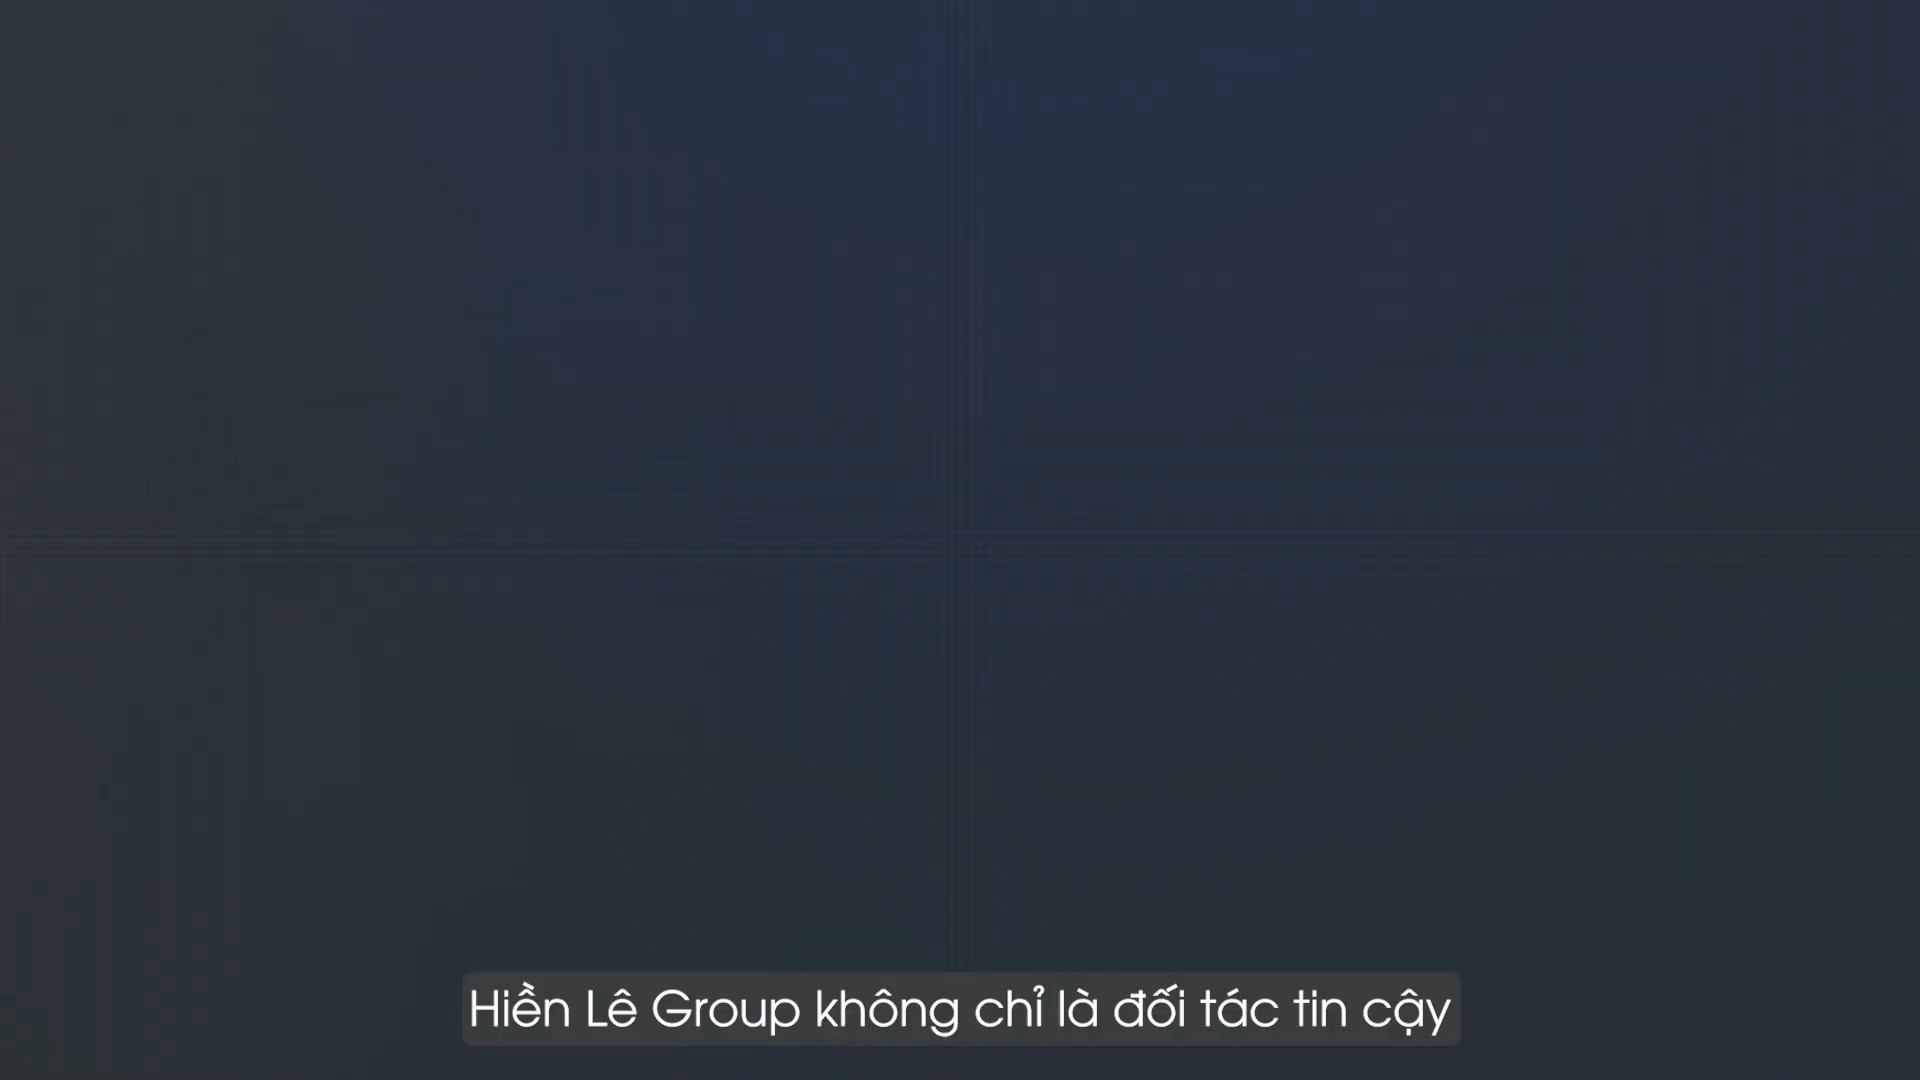 Hiền Lê Group không chỉ là đối tác tin cậy